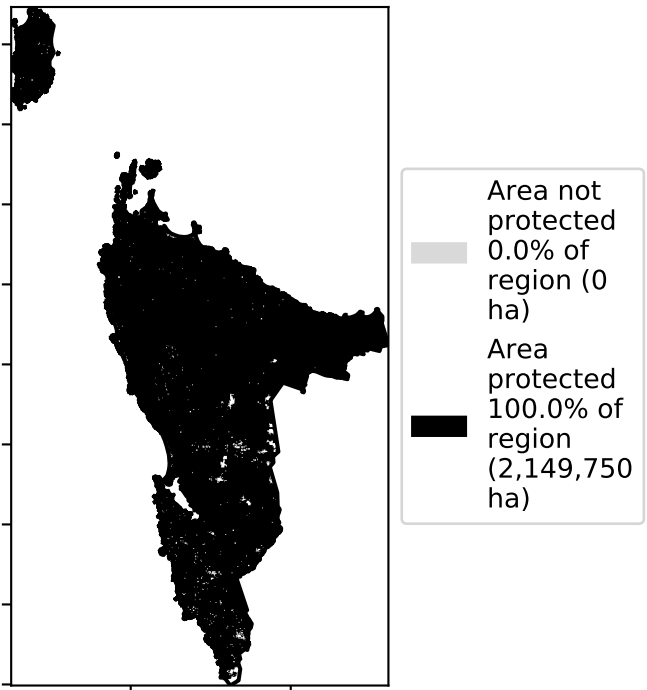 Area not
protected
0.0% of
region (0
ha)
Area
protected
100.0% of
region
(2,149,750
ha)